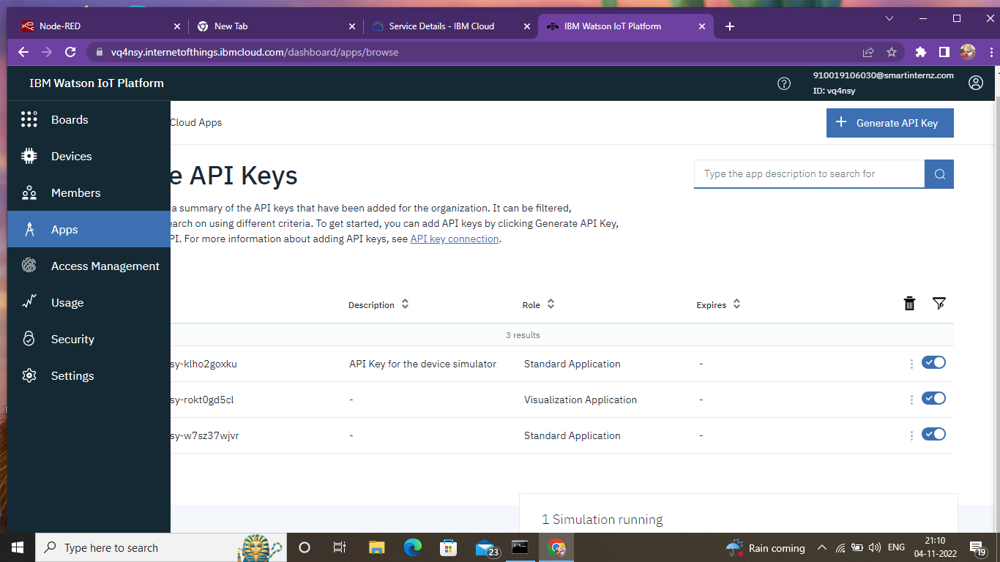 Node-RED
New Tab
Service Details - IBM Cloud
IBM Watson IoT Platform
vq4nsy.internetofthings.ibmcloud.com/dashboard/apps/browse
IBM Watson IoT Platform
910019106030@smartinternz.com
ID: vq4nsy
Boards
Devices
Members
Apps
Access Management
Usage
Security
Settings
Cloud Apps
Generate API Key
e API Keys
Type the app description to search for
a summary of the API keys that have been added for the organization. It can be filtered,
earch on using different criteria. To get started, you can add API keys by clicking Generate API Key,
PI. For more information about adding API keys, see API key connection.
Description Role Expires
3 results
sy-klho2goxku API Key for the device simulator Standard Application -
sy-rokt0gd5cl - Visualization Application -
sy-w7sz37wjvr - Standard Application -
1 Simulation running
Type here to search
23
Rain coming
ENG
21:10
04-11-2022
19